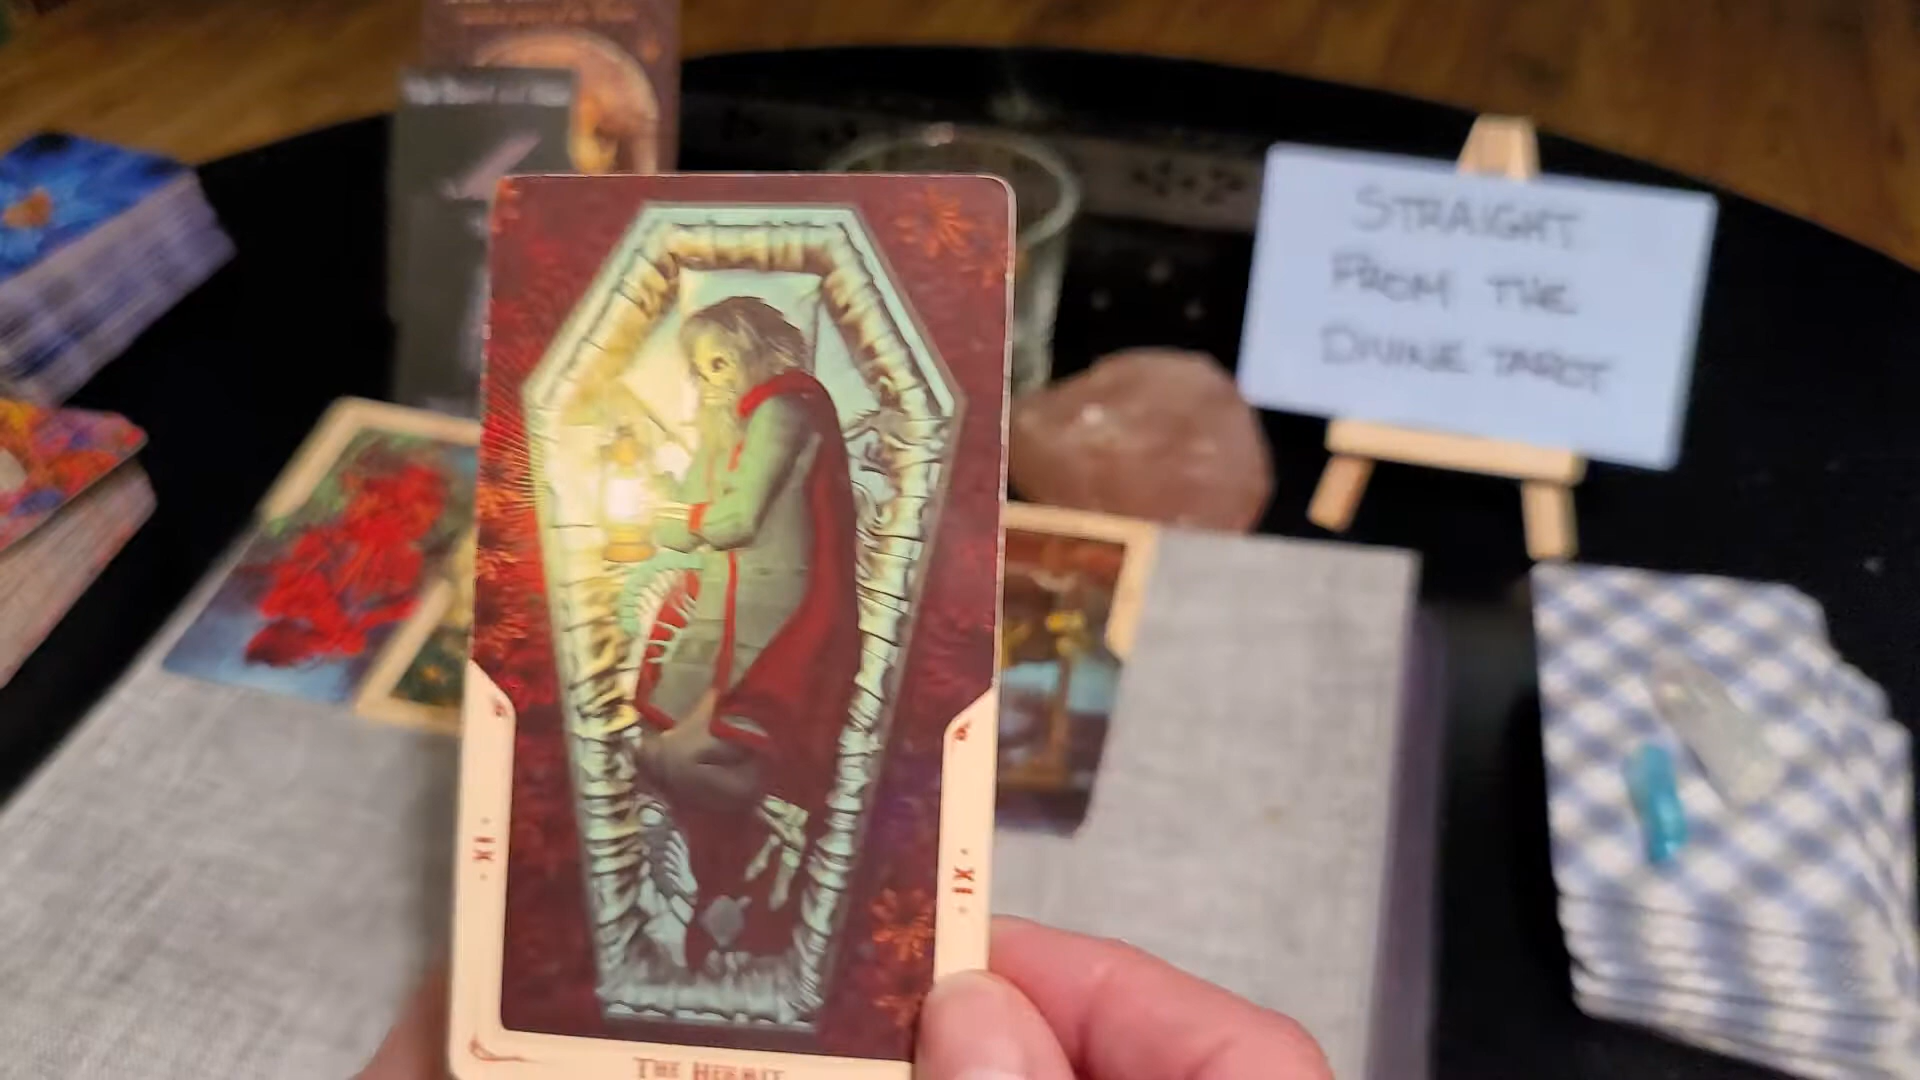 STRAIGHT
FROM THE
DIVINE TAROT
· IX ·
· IX ·
THE HERMIT